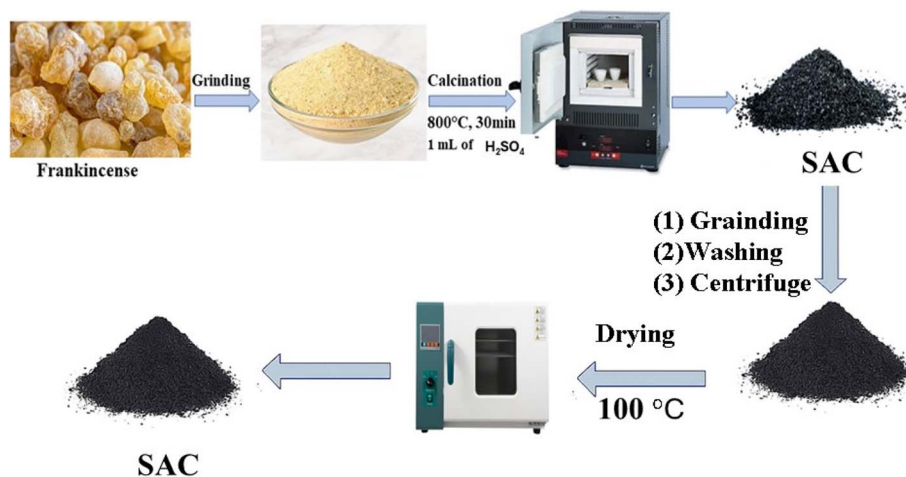 Grinding
Frankincense
Calcination
800°C, 30min
1 mL of H₂SO₄
SAC
(1) Grainding
(2)Washing
(3) Centrifuge
Drying
100 °C
SAC